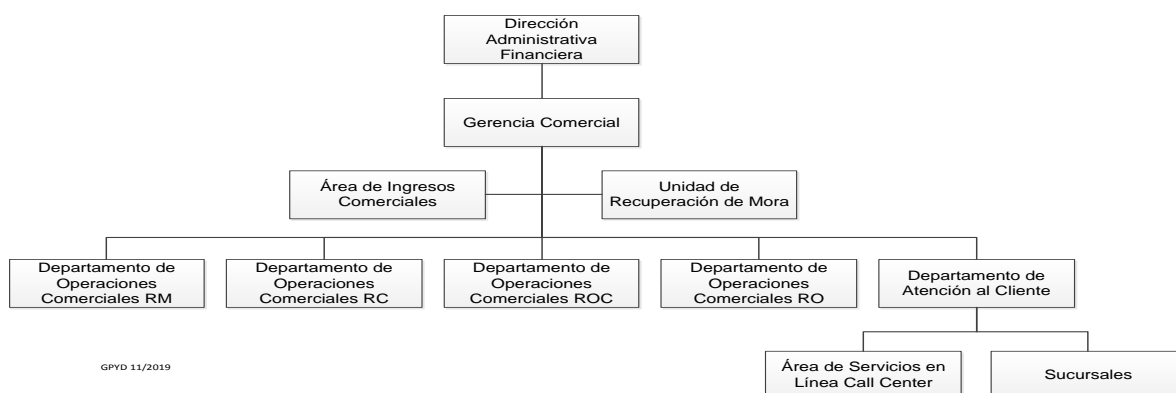 Dirección
Administrativa
Financiera
Gerencia Comercial
Área de Ingresos
Comerciales
Unidad de
Recuperación de Mora
Departamento de
Operaciones
Comerciales RM
Departamento de
Operaciones
Comerciales RC
Departamento de
Operaciones
Comerciales ROC
Departamento de
Operaciones
Comerciales RO
Departamento de
Atención al Cliente
Área de Servicios en
Línea Call Center
Sucursales
GPYD 11/2019